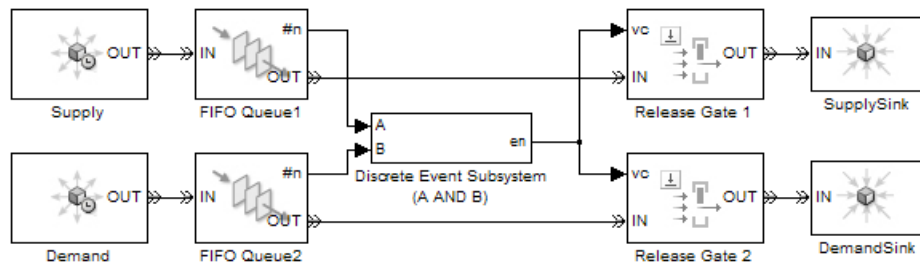 #n
#n
OUT
IN
OUT
vc
IN
OUT
IN
Supply
FIFO Queue1
Release Gate 1
SupplySink
A
B
en
Discrete Event Subsystem
(A AND B)
#n
OUT
IN
OUT
vc
IN
OUT
IN
Demand
FIFO Queue2
Release Gate 2
DemandSink